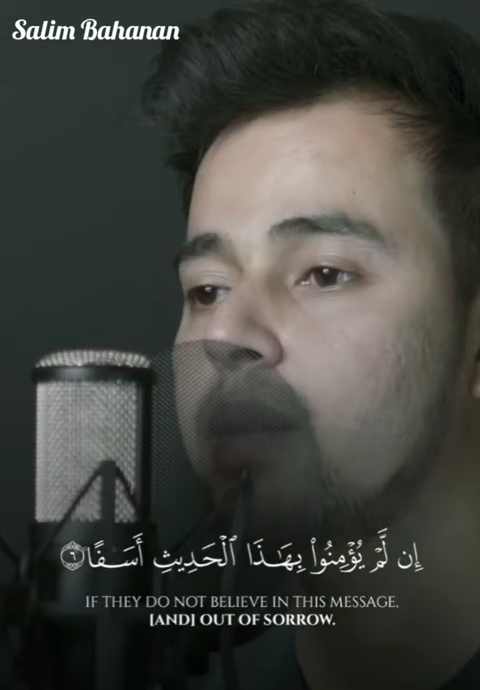 Salim Bahanan
إِن لَّمْ يُؤْمِنُوا۟ بِهَـٰذَا ٱلْحَدِيثِ أَسَفًا ٦
IF THEY DO NOT BELIEVE IN THIS MESSAGE,
[AND] OUT OF SORROW.